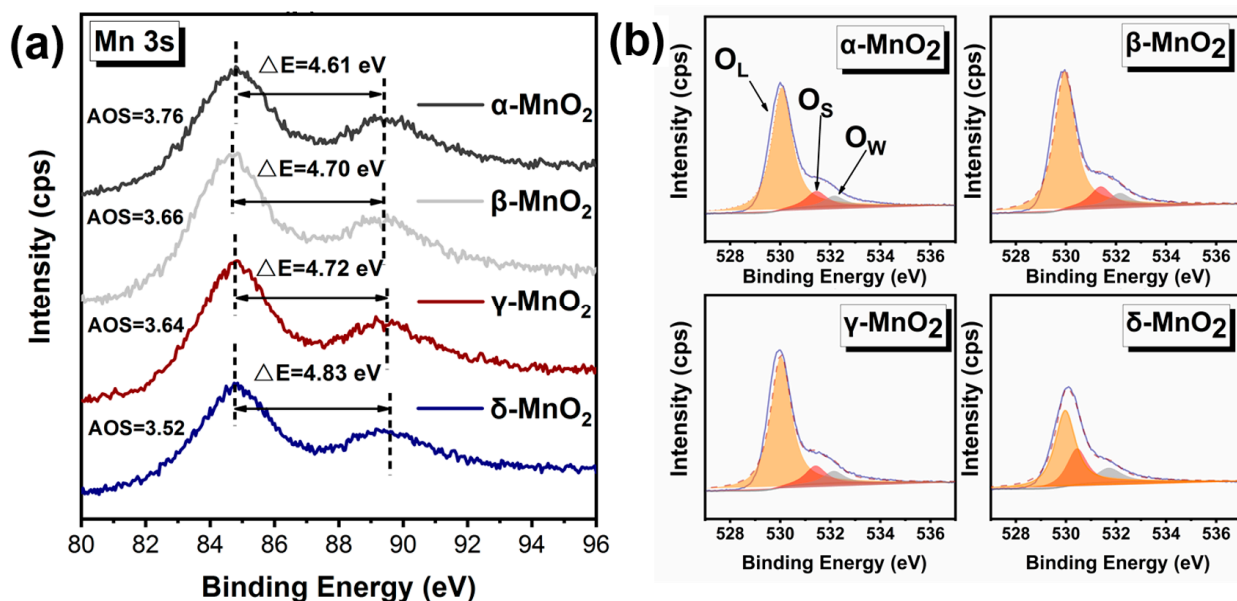 (a)
Mn 3s
△E=4.61 eV
α-MnO₂
AOS=3.76
△E=4.70 eV
β-MnO₂
AOS=3.66
△E=4.72 eV
γ-MnO₂
AOS=3.64
△E=4.83 eV
δ-MnO₂
AOS=3.52
Intensity (cps)
80 82 84 86 88 90 92 94 96
Binding Energy (eV)
(b)
α-MnO₂
O_L
O_S
O_W
Intensity (cps)
528 530 532 534 536
Binding Energy (eV)
β-MnO₂
Intensity (cps)
528 530 532 534 536
Binding Energy (eV)
γ-MnO₂
Intensity (cps)
528 530 532 534 536
Binding Energy (eV)
δ-MnO₂
Intensity (cps)
528 530 532 534 536
Binding Energy (eV)